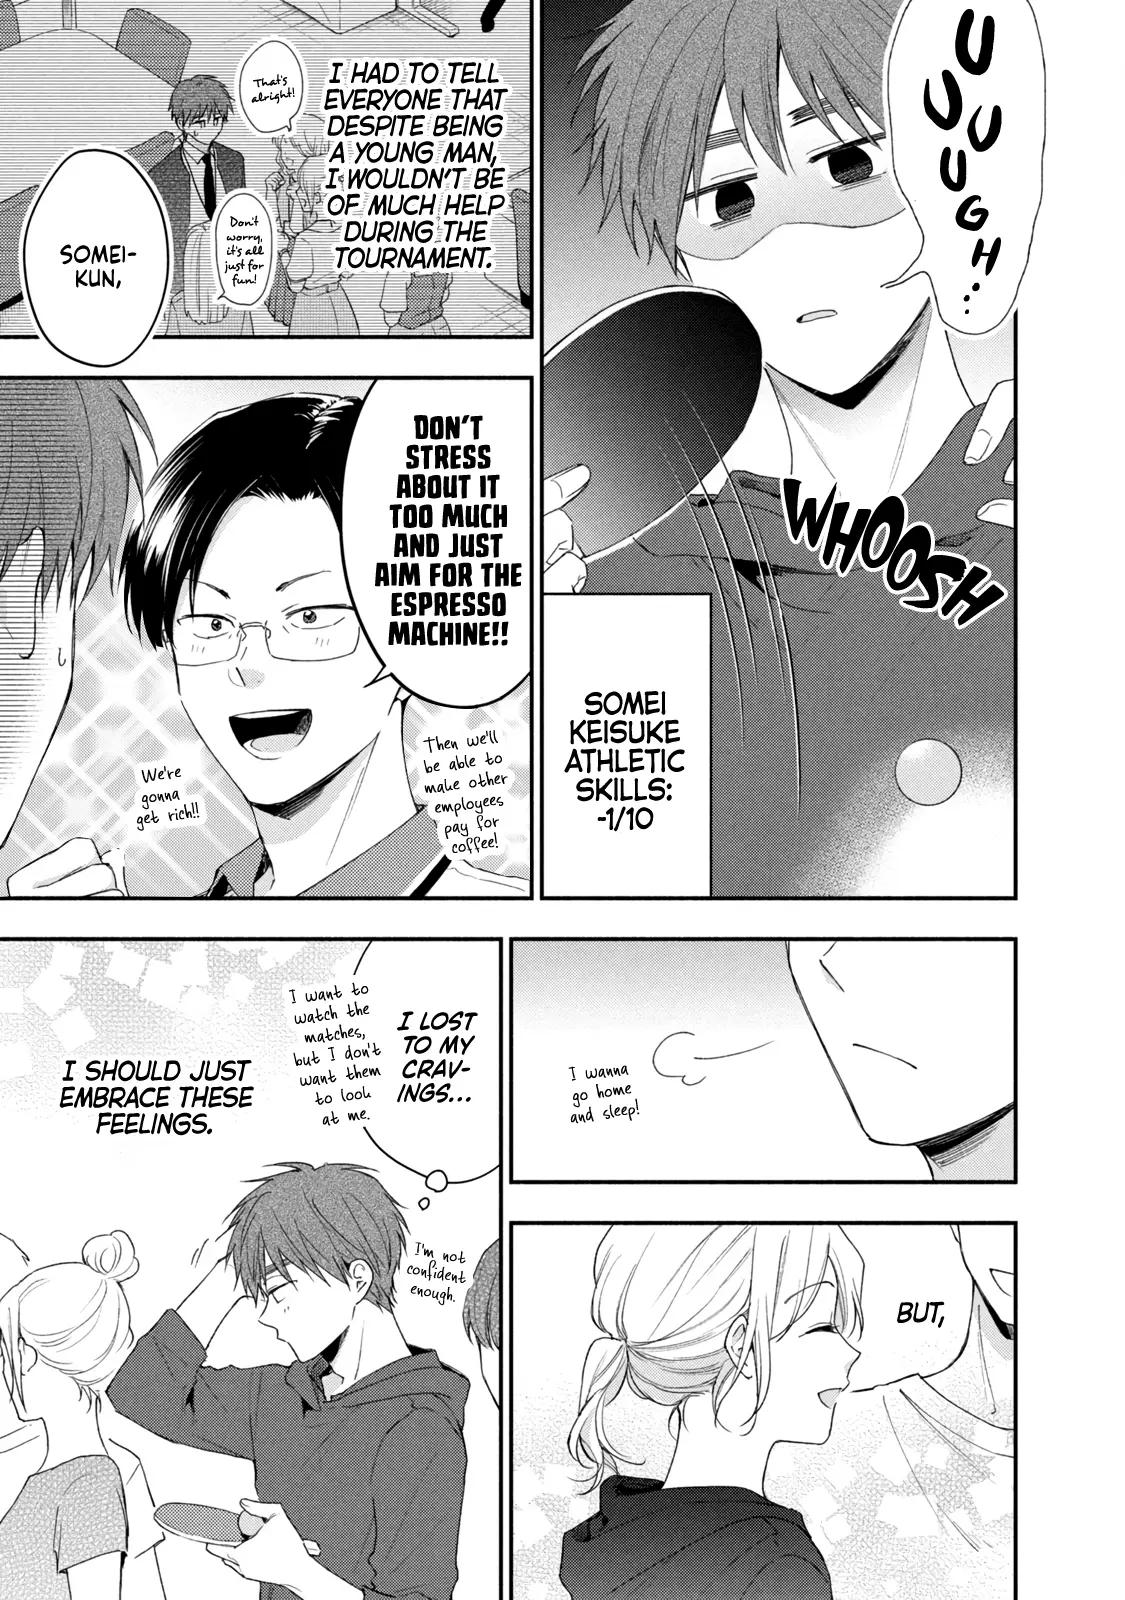 UUUUGH...
WHOOSH
SOMEI
KEISUKE
ATHLETIC
SKILLS:
-1/10
I HAD TO TELL
EVERYONE THAT
DESPITE BEING
A YOUNG MAN,
I WOULDN'T BE
OF MUCH HELP
DURING THE
TOURNAMENT.
That's
alright!
Don't
worry,
it's all
just for
fun!
SOMEI-
KUN,
DON'T
STRESS
ABOUT IT
TOO MUCH
AND JUST
AIM FOR THE
ESPRESSO
MACHINE!!
Then we'll
be able to
make other
employees
pay for
coffee!
We're
gonna
get rich!!
I wanna
go home
and sleep!
BUT,
I LOST
TO MY
CRAV-
INGS...
I want to
watch the
matches,
but I don't
want them
to look
at me.
I SHOULD JUST
EMBRACE THESE
FEELINGS.
I'm not
confident
enough.